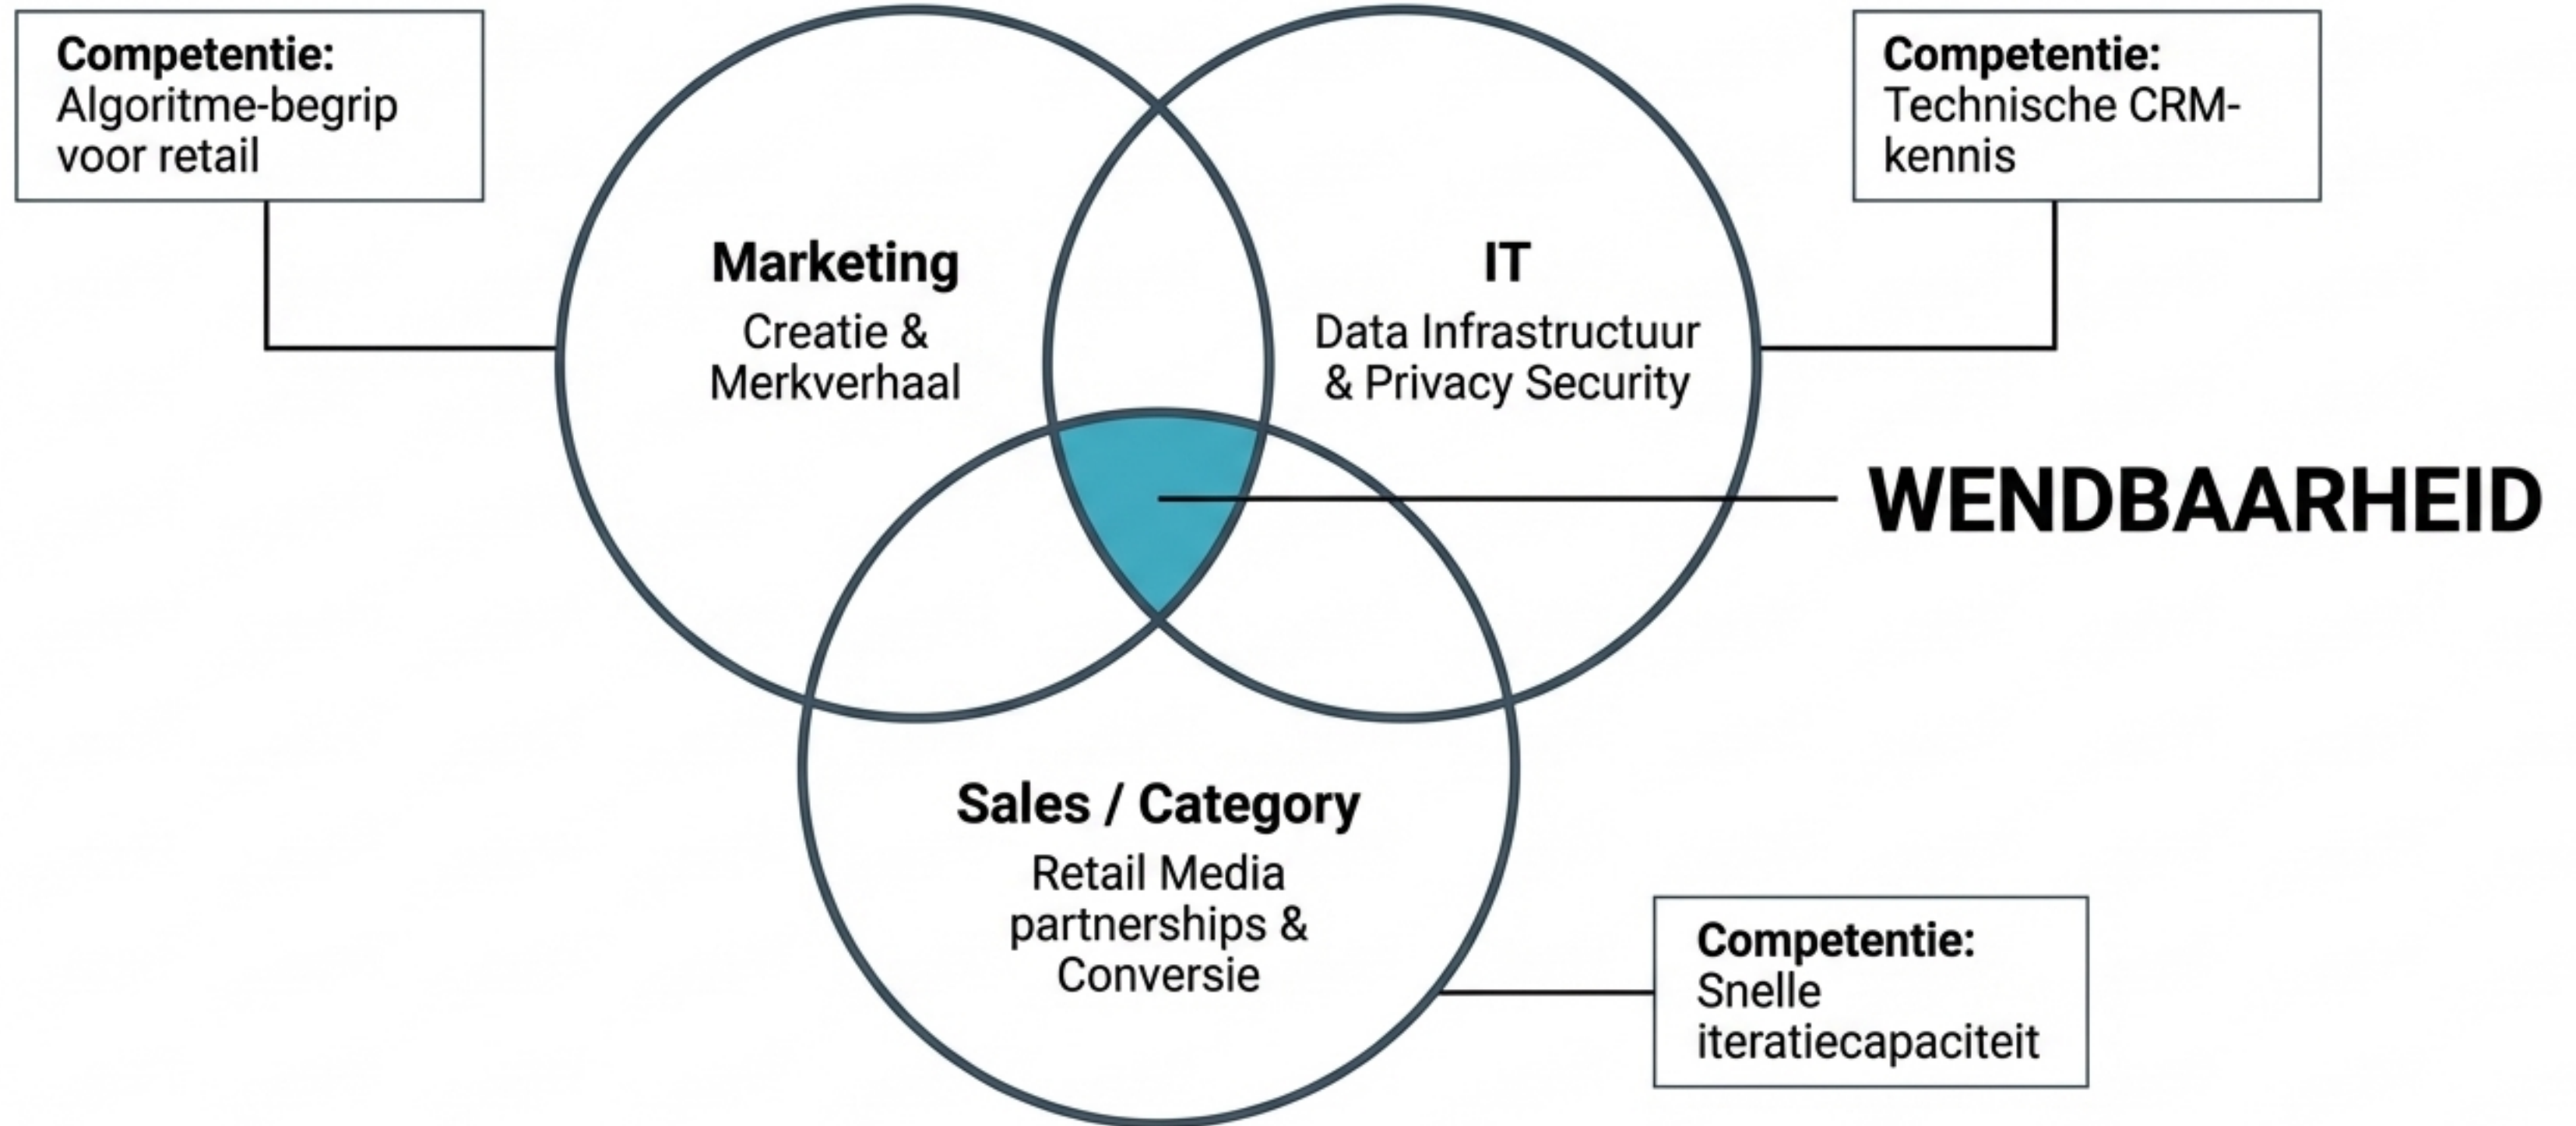 Competentie:
Algoritme-begrip
voor retail
Competentie:
Technische CRM-
kennis
Marketing
Creatie &
Merkverhaal
IT
Data Infrastructuur
& Privacy Security
WENDBAARHEID
Sales / Category
Retail Media
partnerships &
Conversie
Competentie:
Snelle
iteratiecapaciteit